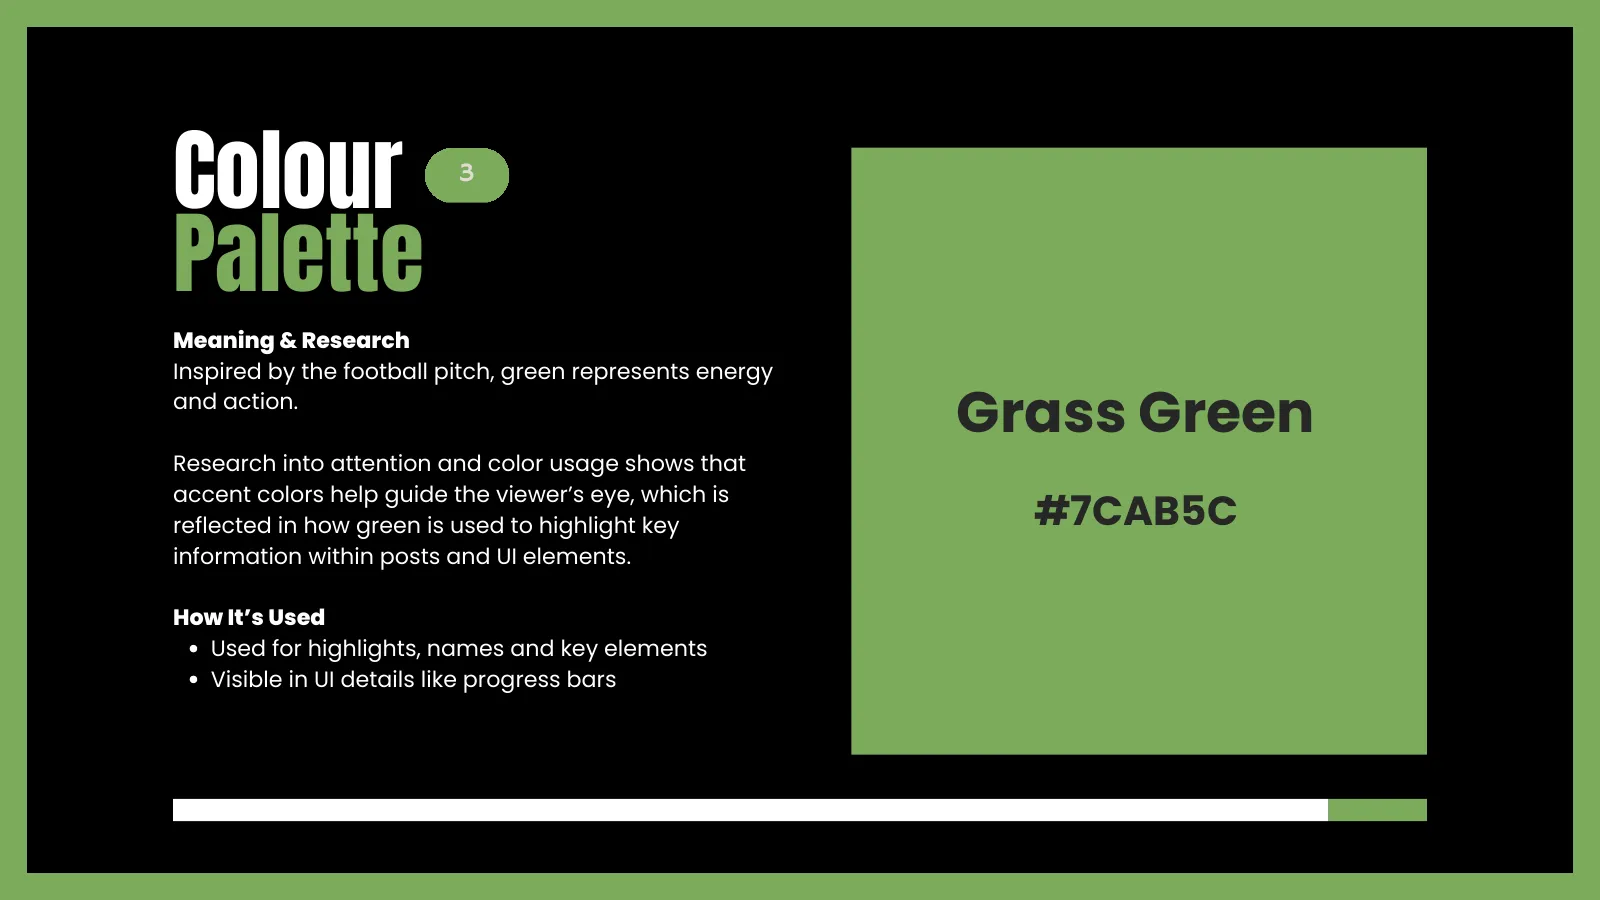 Colour
3
Palette
Meaning & Research
Inspired by the football pitch, green represents energy
and action.
Research into attention and color usage shows that
accent colors help guide the viewer’s eye, which is
reflected in how green is used to highlight key
information within posts and UI elements.
How It’s Used
• Used for highlights, names and key elements
• Visible in UI details like progress bars
Grass Green
#7CAB5C